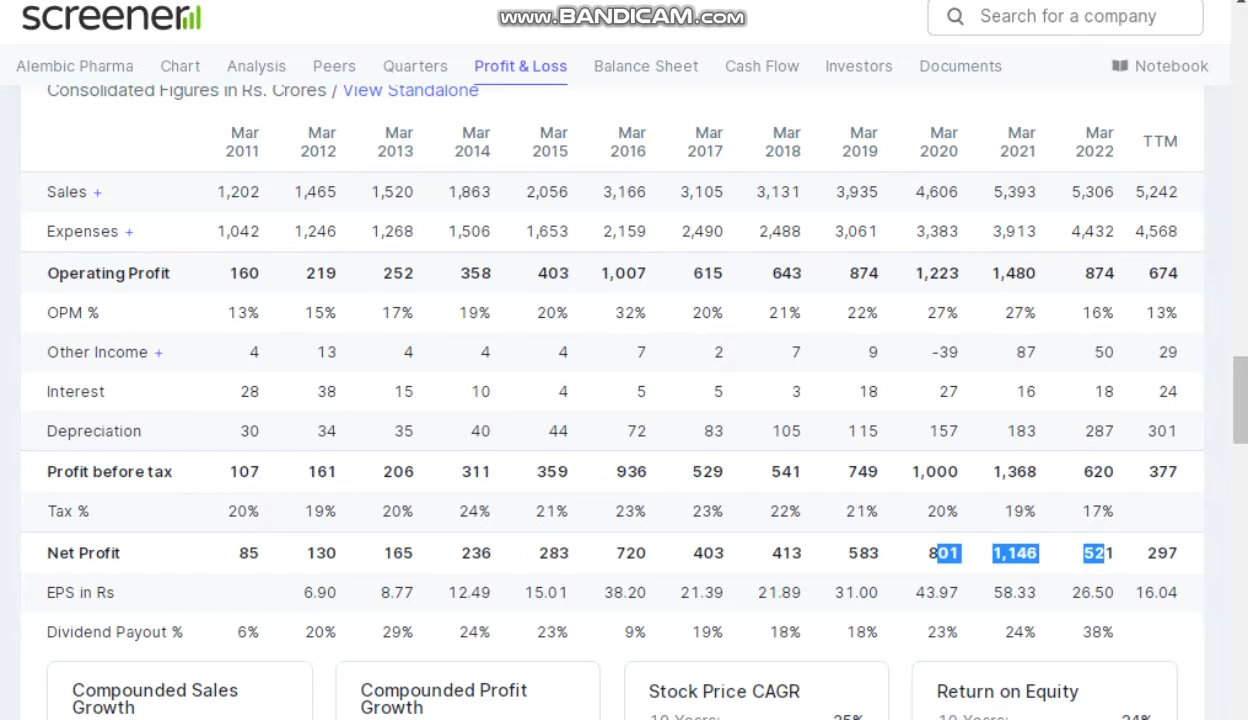 screener
www.BANDICAM.com
Search for a company
Alembic Pharma Chart Analysis Peers Quarters Profit & Loss Balance Sheet Cash Flow Investors Documents Notebook
Consolidated Figures in Rs. Crores / View Standalone
Mar 2011 Mar 2012 Mar 2013 Mar 2014 Mar 2015 Mar 2016 Mar 2017 Mar 2018 Mar 2019 Mar 2020 Mar 2021 Mar 2022 TTM
Sales + 1,202 1,465 1,520 1,863 2,056 3,166 3,105 3,131 3,935 4,606 5,393 5,306 5,242
Expenses + 1,042 1,246 1,268 1,506 1,653 2,159 2,490 2,488 3,061 3,383 3,913 4,432 4,568
Operating Profit 160 219 252 358 403 1,007 615 643 874 1,223 1,480 874 674
OPM % 13% 15% 17% 19% 20% 32% 20% 21% 22% 27% 27% 16% 13%
Other Income + 4 13 4 4 4 7 2 7 9 -39 87 50 29
Interest 28 38 15 10 4 5 5 3 18 27 16 18 24
Depreciation 30 34 35 40 44 72 83 105 115 157 183 287 301
Profit before tax 107 161 206 311 359 936 529 541 749 1,000 1,368 620 377
Tax % 20% 19% 20% 24% 21% 23% 23% 22% 21% 20% 19% 17%
Net Profit 85 130 165 236 283 720 403 413 583 801 1,146 521 297
EPS in Rs 6.90 8.77 12.49 15.01 38.20 21.39 21.89 31.00 43.97 58.33 26.50 16.04
Dividend Payout % 6% 20% 29% 24% 23% 9% 19% 18% 18% 23% 24% 38%
Compounded Sales Growth
Compounded Profit Growth
Stock Price CAGR
Return on Equity
10 Years: 25%
10 Years: 24%